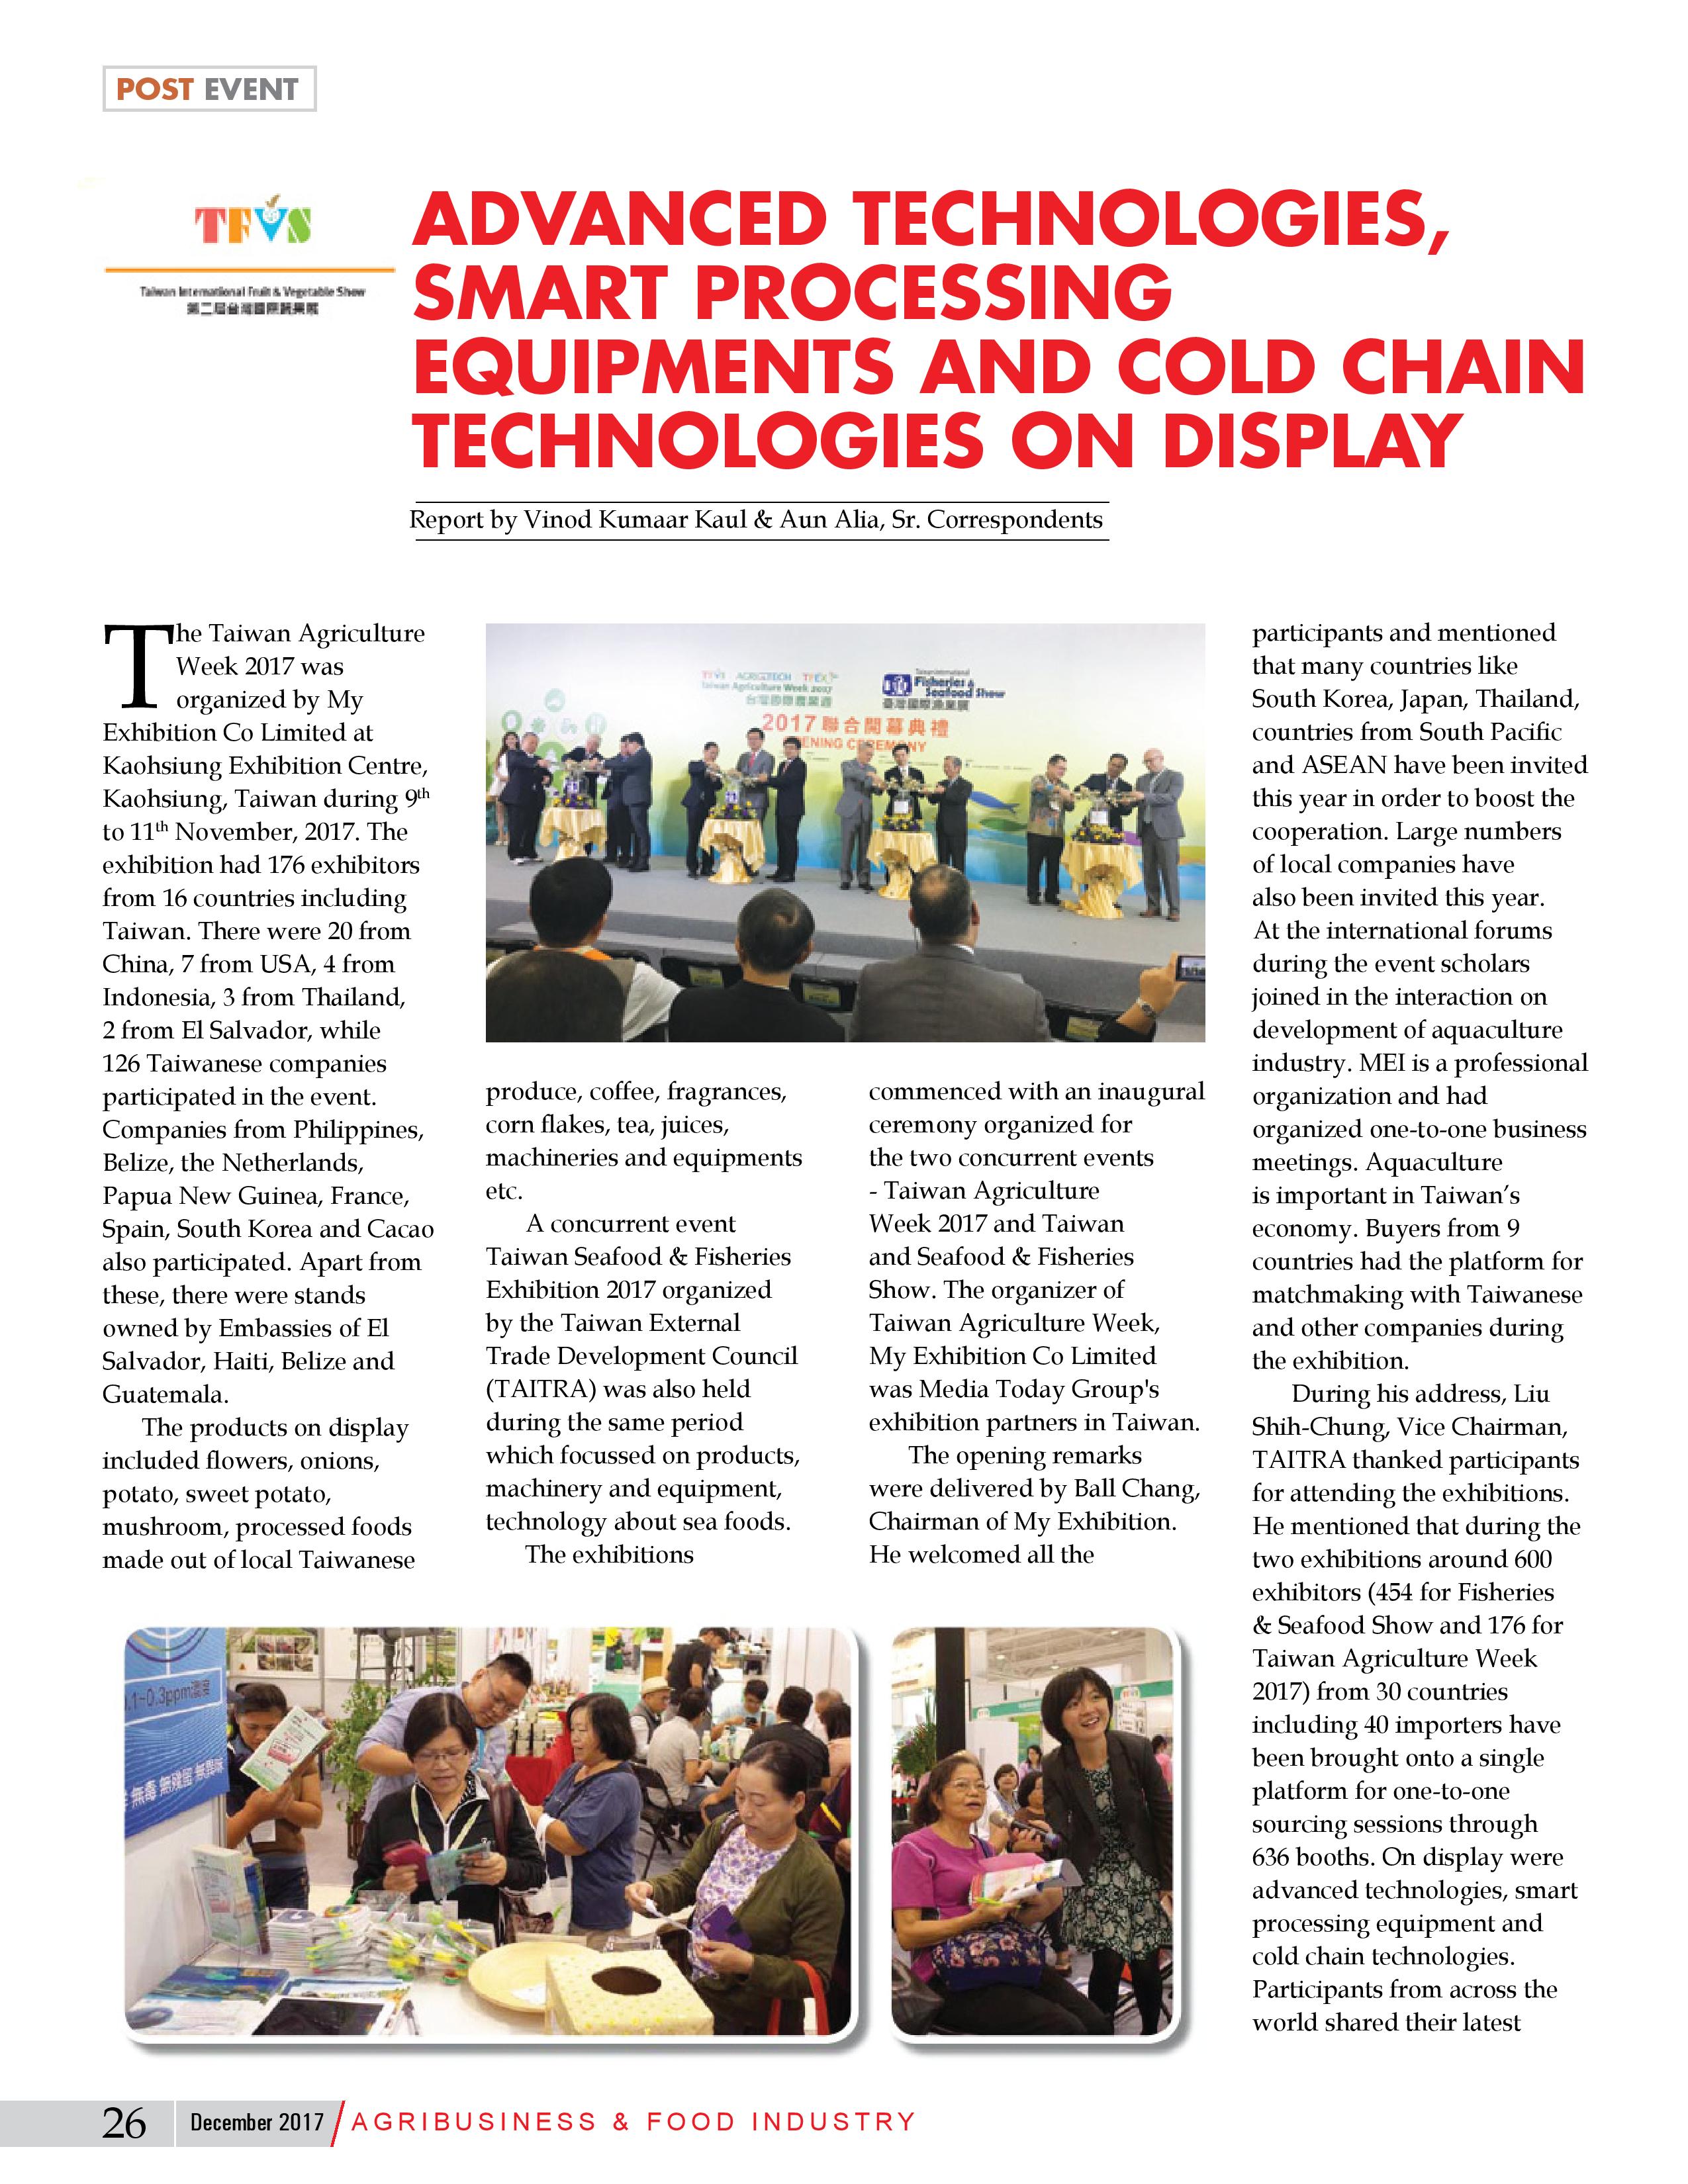 POST EVENT
TFVS
Taiwan International Fruit & Vegetable Show
第二屆台灣國際蔬果展
ADVANCED TECHNOLOGIES,
SMART PROCESSING
EQUIPMENTS AND COLD CHAIN
TECHNOLOGIES ON DISPLAY
Report by Vinod Kumaar Kaul & Aun Alia, Sr. Correspondents
The Taiwan Agriculture
Week 2017 was
organized by My
Exhibition Co Limited at
Kaohsiung Exhibition Centre,
Kaohsiung, Taiwan during 9th
to 11th November, 2017. The
exhibition had 176 exhibitors
from 16 countries including
Taiwan. There were 20 from
China, 7 from USA, 4 from
Indonesia, 3 from Thailand,
2 from El Salvador, while
126 Taiwanese companies
participated in the event.
Companies from Philippines,
Belize, the Netherlands,
Papua New Guinea, France,
Spain, South Korea and Cacao
also participated. Apart from
these, there were stands
owned by Embassies of El
Salvador, Haiti, Belize and
Guatemala.
The products on display
included flowers, onions,
potato, sweet potato,
mushroom, processed foods
made out of local Taiwanese
TFVS AGRI TECH TFEX
Taiwan Agriculture Week 2017
台灣國際農業週
Taiwan International
Fisheries &
Seafood Show
臺灣國際漁業展
2017 聯合開幕典禮
OPENING CEREMONY
produce, coffee, fragrances,
corn flakes, tea, juices,
machineries and equipments
etc.
A concurrent event
Taiwan Seafood & Fisheries
Exhibition 2017 organized
by the Taiwan External
Trade Development Council
(TAITRA) was also held
during the same period
which focussed on products,
machinery and equipment,
technology about sea foods.
The exhibitions
commenced with an inaugural
ceremony organized for
the two concurrent events
- Taiwan Agriculture
Week 2017 and Taiwan
and Seafood & Fisheries
Show. The organizer of
Taiwan Agriculture Week,
My Exhibition Co Limited
was Media Today Group's
exhibition partners in Taiwan.
The opening remarks
were delivered by Ball Chang,
Chairman of My Exhibition.
He welcomed all the
participants and mentioned
that many countries like
South Korea, Japan, Thailand,
countries from South Pacific
and ASEAN have been invited
this year in order to boost the
cooperation. Large numbers
of local companies have
also been invited this year.
At the international forums
during the event scholars
joined in the interaction on
development of aquaculture
industry. MEI is a professional
organization and had
organized one-to-one business
meetings. Aquaculture
is important in Taiwan’s
economy. Buyers from 9
countries had the platform for
matchmaking with Taiwanese
and other companies during
the exhibition.
During his address, Liu
Shih-Chung, Vice Chairman,
TAITRA thanked participants
for attending the exhibitions.
He mentioned that during the
two exhibitions around 600
exhibitors (454 for Fisheries
& Seafood Show and 176 for
Taiwan Agriculture Week
2017) from 30 countries
including 40 importers have
been brought onto a single
platform for one-to-one
sourcing sessions through
636 booths. On display were
advanced technologies, smart
processing equipment and
cold chain technologies.
Participants from across the
world shared their latest
.1-0.3ppm
無毒 無殘留
26
December 2017
AGRIBUSINESS & FOOD INDUSTRY